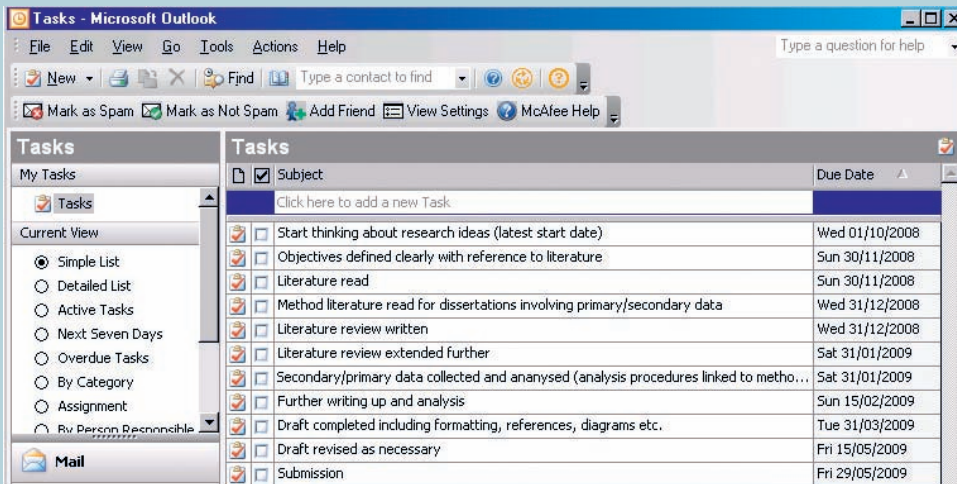 Tasks - Microsoft Outlook
File Edit View Go Tools Actions Help Type a question for help
New Find Type a contact to find
Mark as Spam Mark as Not Spam Add Friend View Settings McAfee Help
Tasks Tasks
My Tasks Subject Due Date
Tasks Click here to add a new Task
Current View Start thinking about research ideas (latest start date) Wed 01/10/2008
Simple List Objectives defined clearly with reference to literature Sun 30/11/2008
Detailed List Literature read Sun 30/11/2008
Active Tasks Method literature read for dissertations involving primary/secondary data Wed 31/12/2008
Next Seven Days Literature review written Wed 31/12/2008
Overdue Tasks Literature review extended further Sat 31/01/2009
By Category Secondary/primary data collected and ananysed (analysis procedures linked to metho... Sat 31/01/2009
Assignment Further writing up and analysis Sun 15/02/2009
By Person Responsible Draft completed including formatting, references, diagrams etc. Tue 31/03/2009
Mail Draft revised as necessary Fri 15/05/2009
Submission Fri 29/05/2009